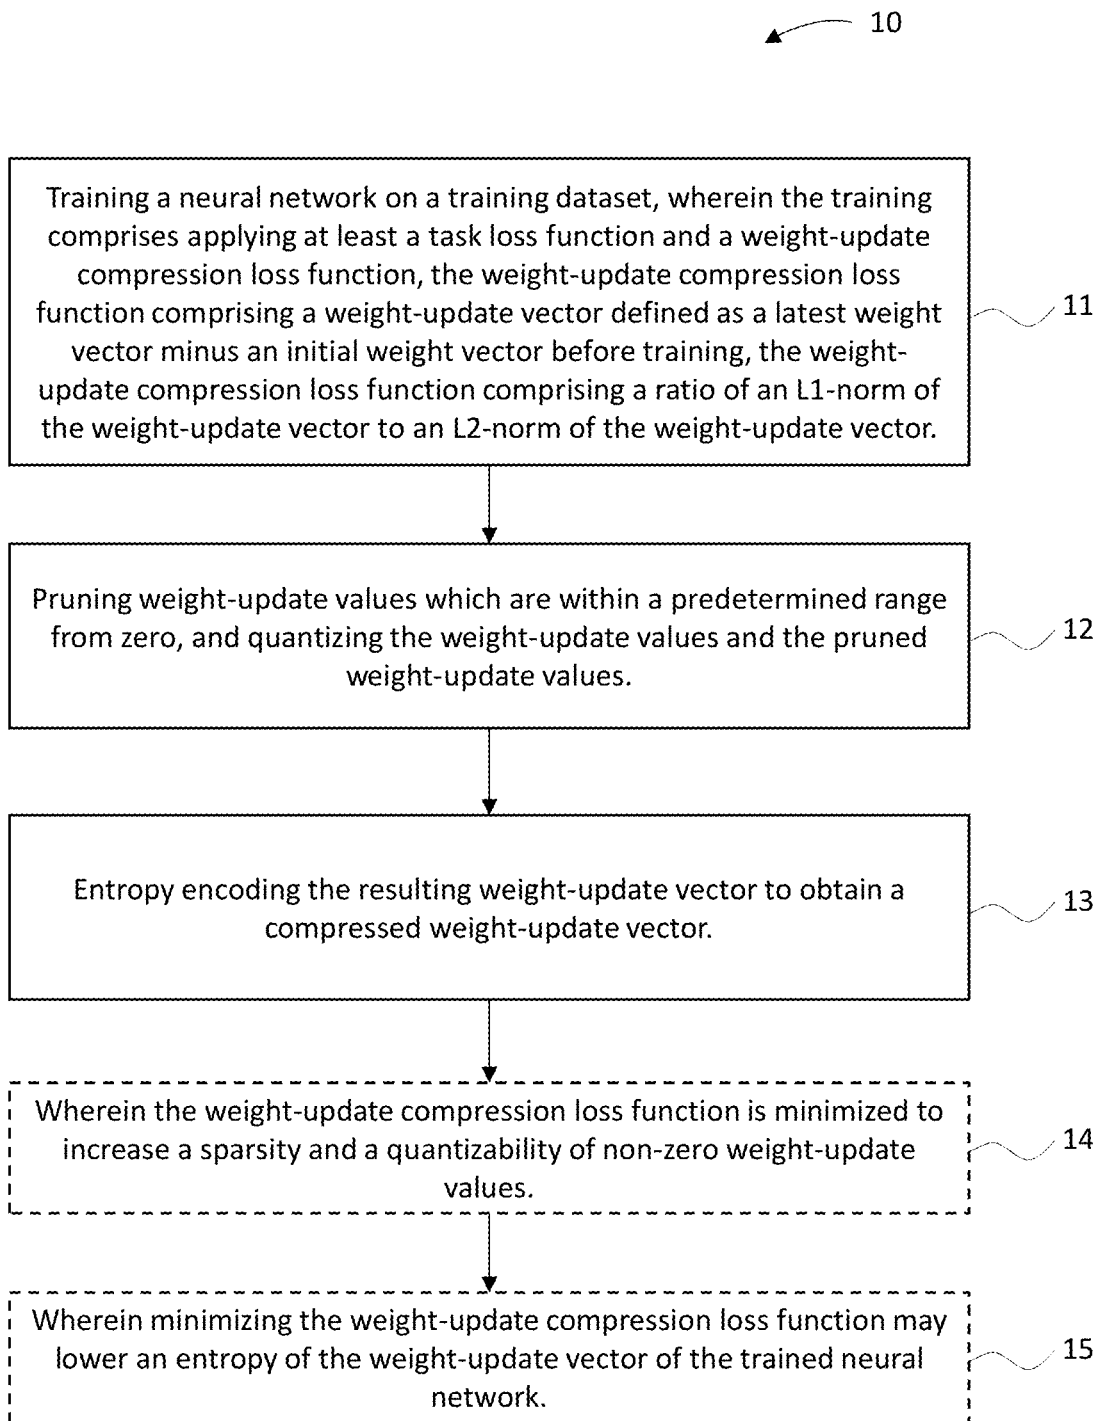 10
Training a neural network on a training dataset, wherein the training
comprises applying at least a task loss function and a weight-update
compression loss function, the weight-update compression loss
function comprising a weight-update vector defined as a latest weight
vector minus an initial weight vector before training, the weight-
update compression loss function comprising a ratio of an L1-norm of
the weight-update vector to an L2-norm of the weight-update vector.
11
Pruning weight-update values which are within a predetermined range
from zero, and quantizing the weight-update values and the pruned
weight-update values.
12
Entropy encoding the resulting weight-update vector to obtain a
compressed weight-update vector.
13
Wherein the weight-update compression loss function is minimized to
increase a sparsity and a quantizability of non-zero weight-update
values.
14
Wherein minimizing the weight-update compression loss function may
lower an entropy of the weight-update vector of the trained neural
network.
15